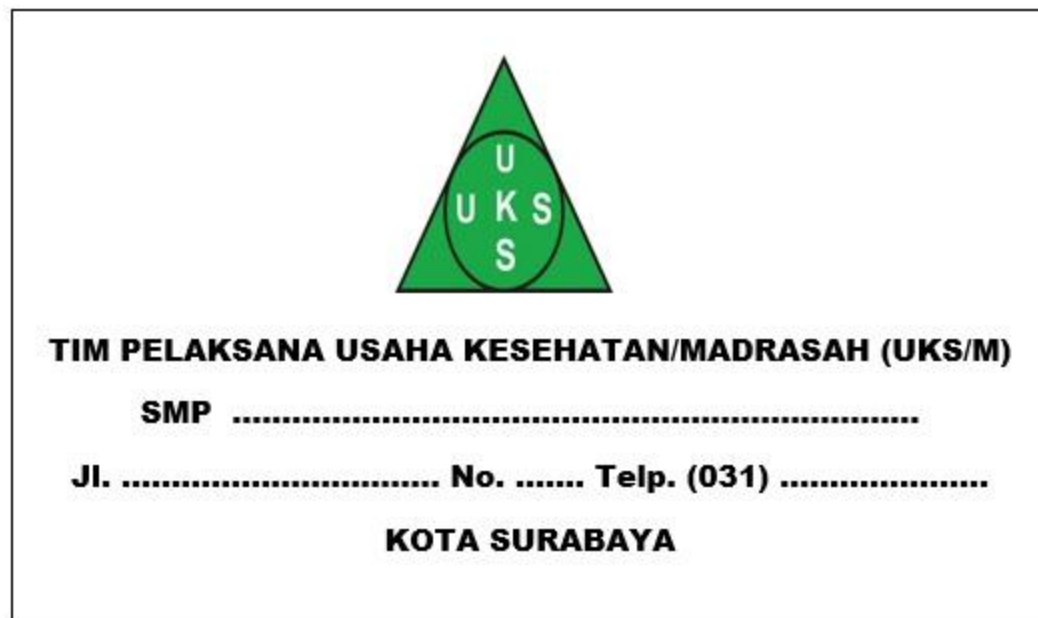 U
U K S
S
TIM PELAKSANA USAHA KESEHATAN/MADRASAH (UKS/M)
SMP .....................................................................
Jl. ................................ No. ....... Telp. (031) .....................
KOTA SURABAYA